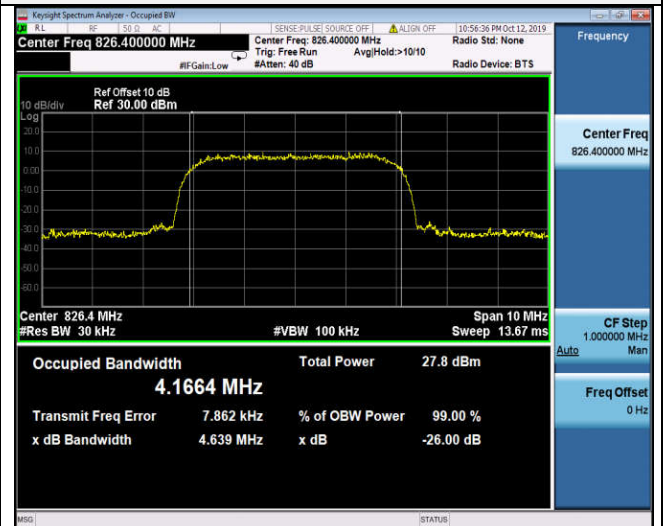 Keysight Spectrum Analyzer - Occupied BW
RL RF 50 Ω AC SENSE:PULSE SOURCE OFF ALIGN OFF 10:56:36 PM Oct 12, 2019
Center Freq 826.400000 MHz
Center Freq: 826.400000 MHz Radio Std: None
Trig: Free Run Avg|Hold:>10/10
#IFGain:Low #Atten: 40 dB Radio Device: BTS
Frequency
Ref Offset 10 dB
10 dB/div Ref 30.00 dBm
Log
20.0
10.0
0.00
-10.0
-20.0
-30.0
-40.0
-50.0
-60.0
Center 826.4 MHz Span 10 MHz
#Res BW 30 kHz #VBW 100 kHz Sweep 13.67 ms
Occupied Bandwidth Total Power 27.8 dBm
4.1664 MHz
Transmit Freq Error 7.862 kHz % of OBW Power 99.00 %
x dB Bandwidth 4.639 MHz x dB -26.00 dB
Center Freq
826.400000 MHz
CF Step
1.000000 MHz
Auto Man
Freq Offset
0 Hz
MSG STATUS